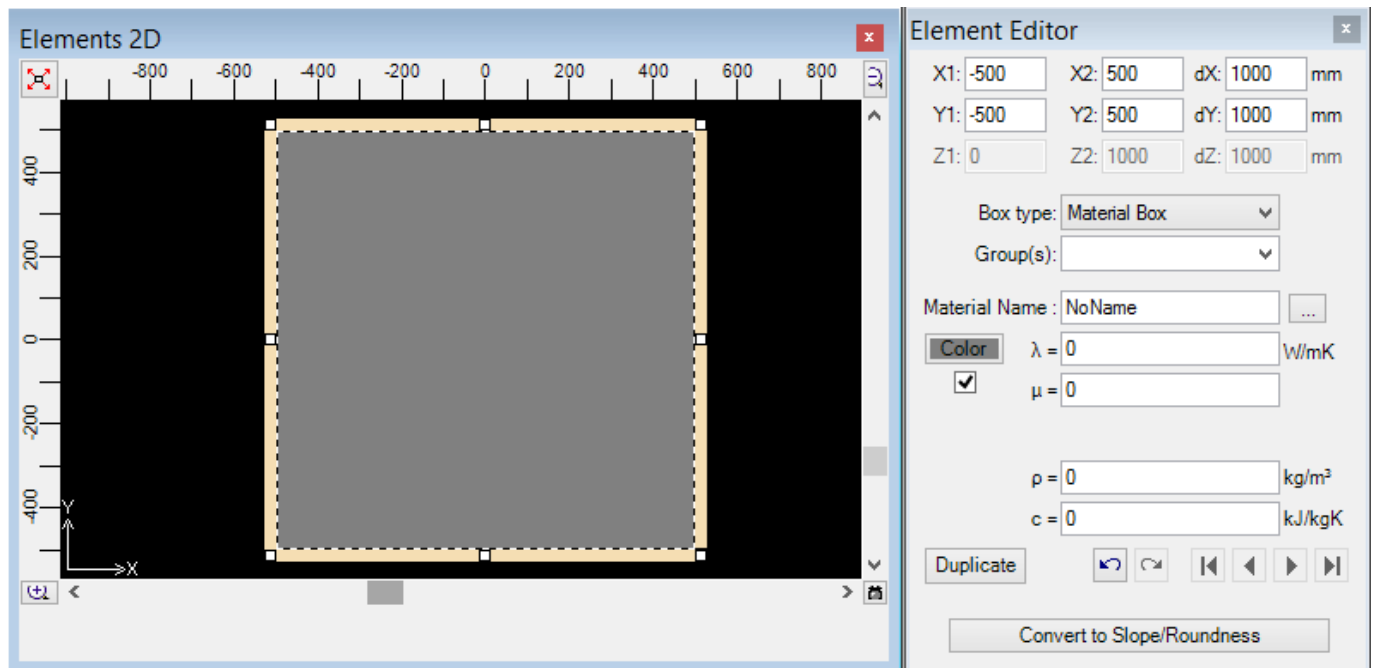 Elements 2D
x
-800 -600 -400 -200 0 200 400 600 800
400
200
0
-200
-400
Y
X
Element Editor
x
X1: -500 X2: 500 dX: 1000 mm
Y1: -500 Y2: 500 dY: 1000 mm
Z1: 0 Z2: 1000 dZ: 1000 mm
Box type: Material Box
Group(s):
Material Name : NoName ...
Color λ = 0 W/mK
μ = 0
ρ = 0 kg/m³
c = 0 kJ/kgK
Duplicate
Convert to Slope/Roundness